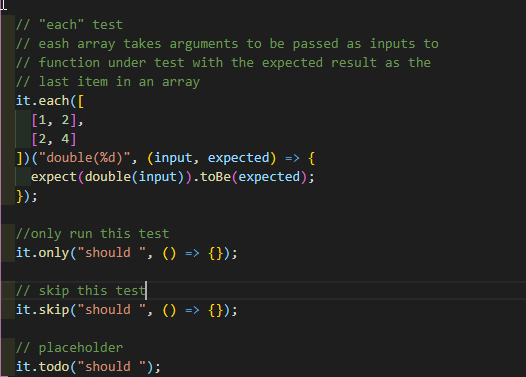 // "each" test
// eash array takes arguments to be passed as inputs to
// function under test with the expected result as the
// last item in an array
it.each([
  [1, 2],
  [2, 4]
])("double(%d)", (input, expected) => {
  expect(double(input)).toBe(expected);
});

//only run this test
it.only("should ", () => {});

// skip this test
it.skip("should ", () => {});

// placeholder
it.todo("should ");